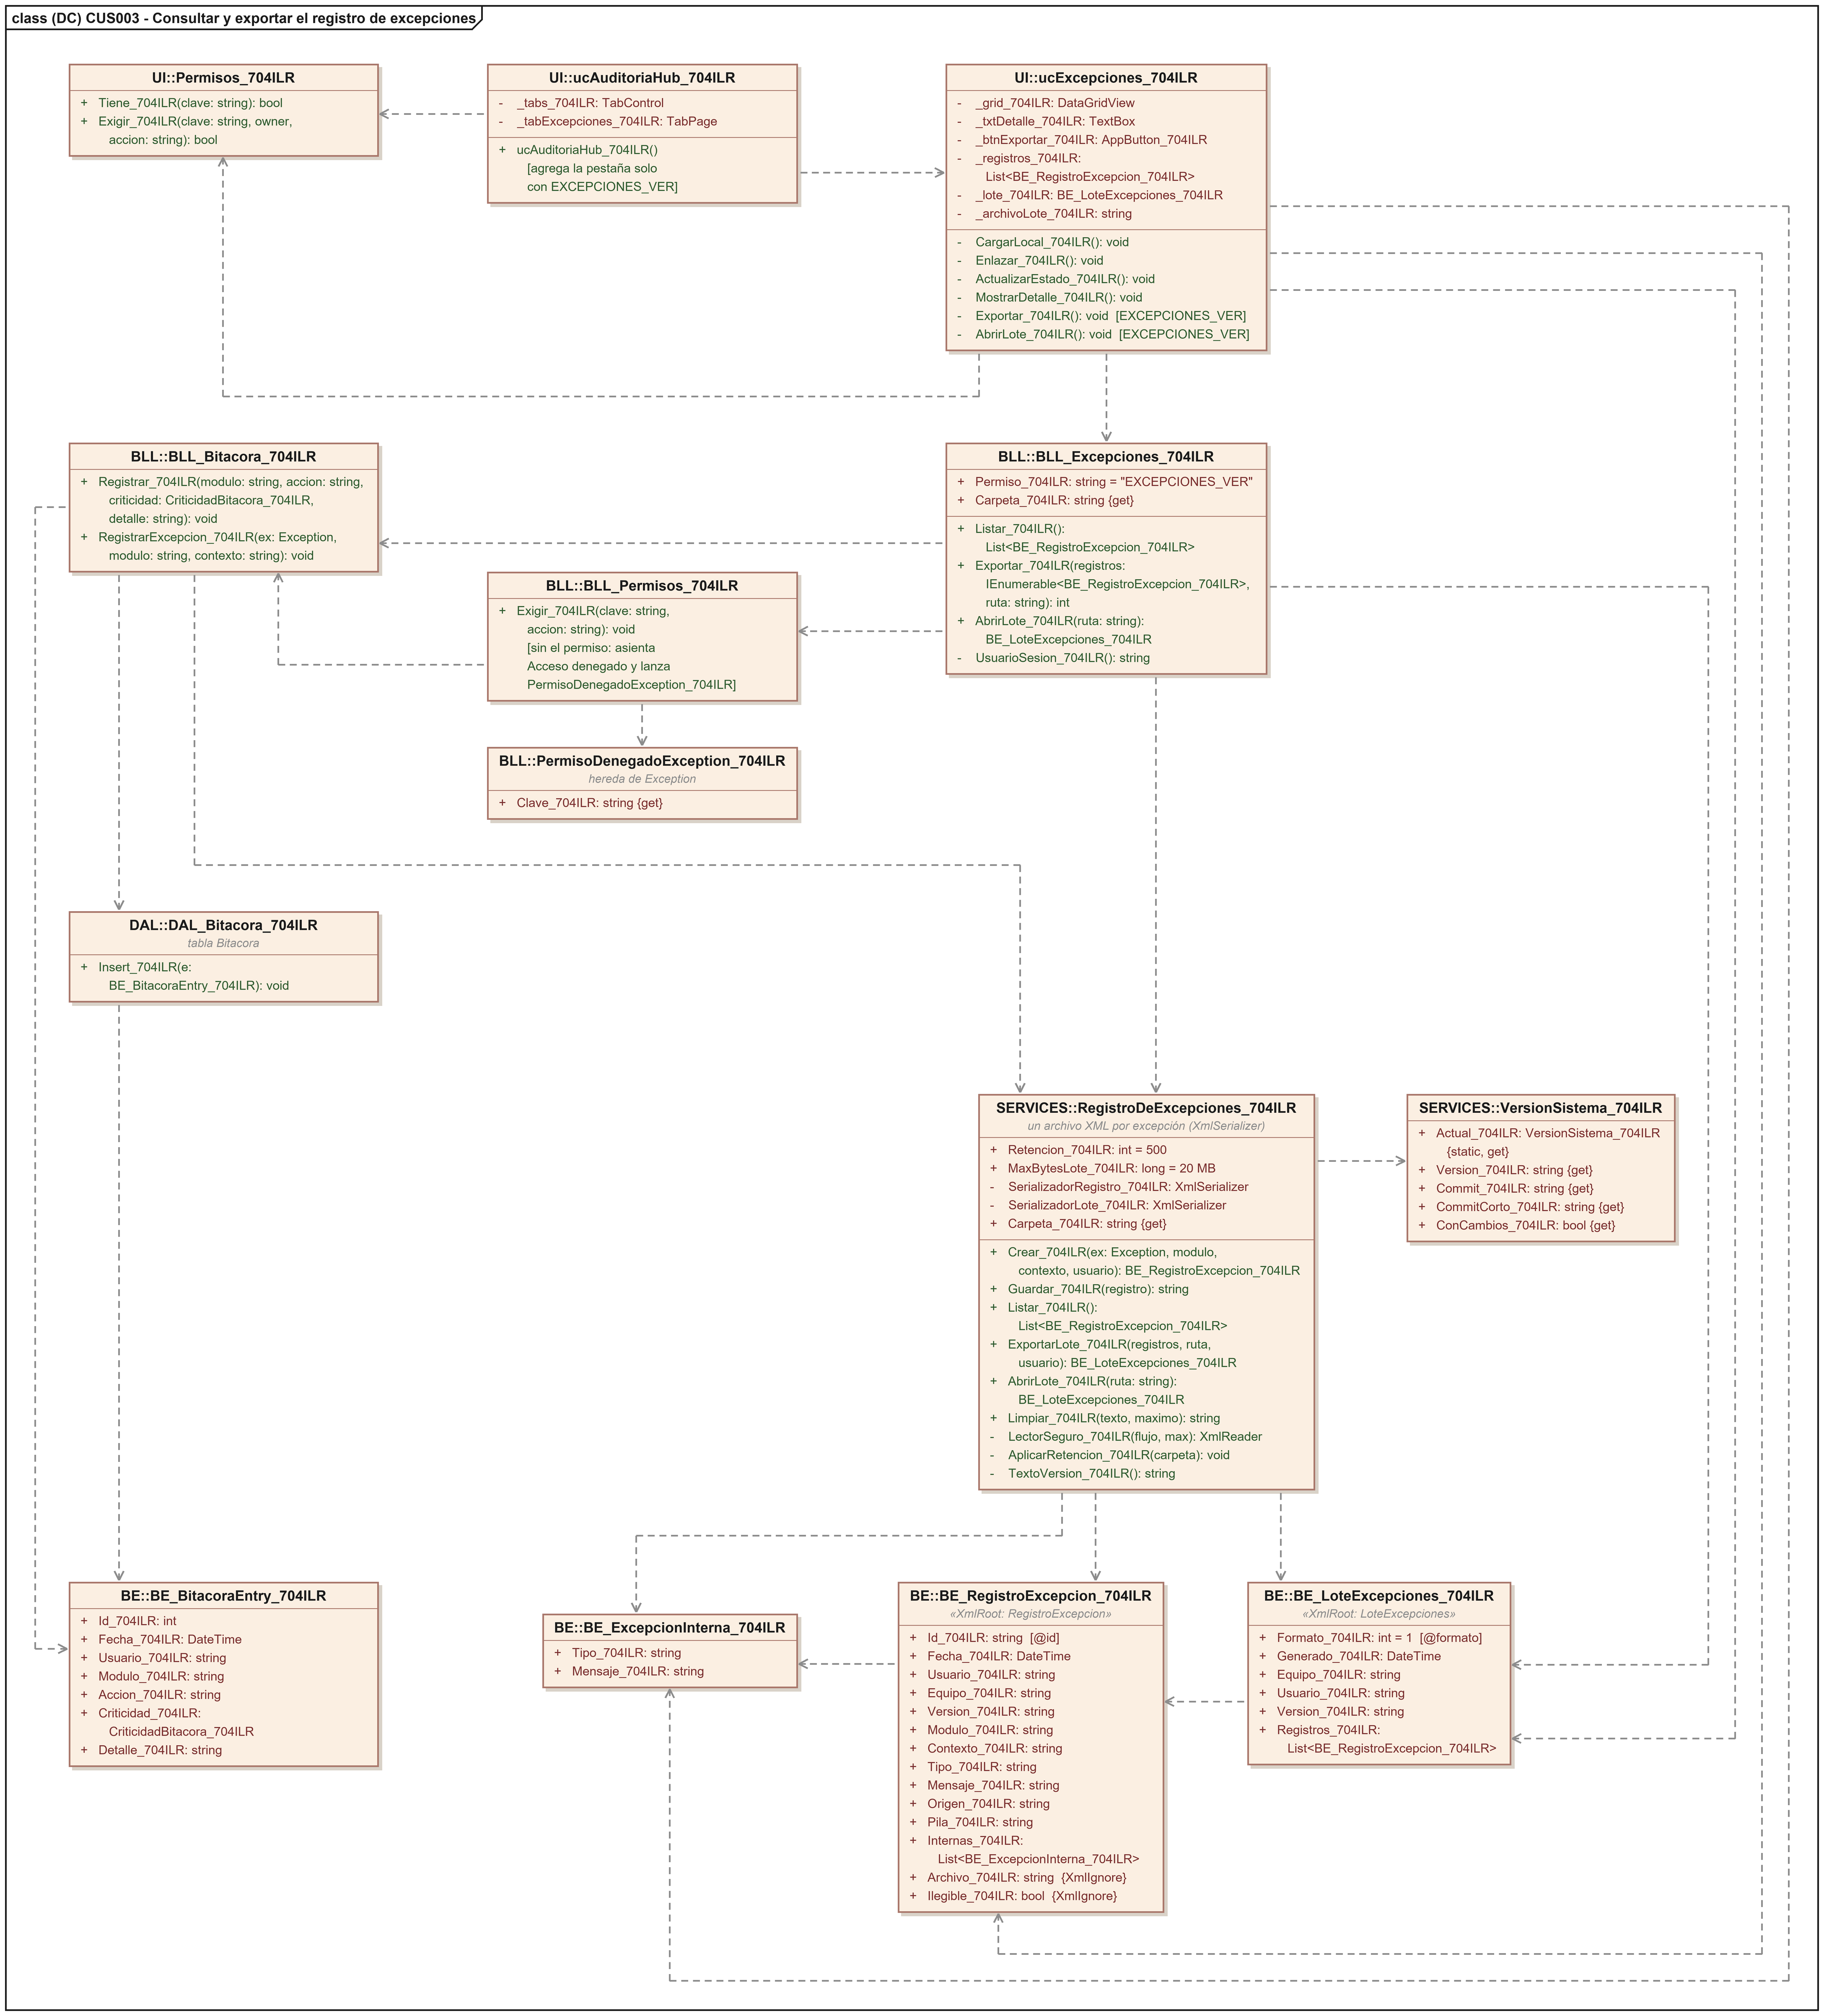 class (DC) CUS003 - Consultar y exportar el registro de excepciones
UI::Permisos_704ILR
+ Tiene_704ILR(clave: string): bool
+ Exigir_704ILR(clave: string, owner,
accion: string): bool
UI::ucAuditoriaHub_704ILR
- _tabs_704ILR: TabControl
- _tabExcepciones_704ILR: TabPage
+ ucAuditoriaHub_704ILR()
[agrega la pestaña solo
con EXCEPCIONES_VER]
UI::ucExcepciones_704ILR
- _grid_704ILR: DataGridView
- _txtDetalle_704ILR: TextBox
- _btnExportar_704ILR: AppButton_704ILR
- _registros_704ILR:
List<BE_RegistroExcepcion_704ILR>
- _lote_704ILR: BE_LoteExcepciones_704ILR
- _archivoLote_704ILR: string
- CargarLocal_704ILR(): void
- Enlazar_704ILR(): void
- ActualizarEstado_704ILR(): void
- MostrarDetalle_704ILR(): void
- Exportar_704ILR(): void [EXCEPCIONES_VER]
- AbrirLote_704ILR(): void [EXCEPCIONES_VER]
BLL::BLL_Bitacora_704ILR
+ Registrar_704ILR(modulo: string, accion: string,
criticidad: CriticidadBitacora_704ILR,
detalle: string): void
+ RegistrarExcepcion_704ILR(ex: Exception,
modulo: string, contexto: string): void
BLL::BLL_Excepciones_704ILR
+ Permiso_704ILR: string = "EXCEPCIONES_VER"
+ Carpeta_704ILR: string {get}
+ Listar_704ILR():
List<BE_RegistroExcepcion_704ILR>
+ Exportar_704ILR(registros:
IEnumerable<BE_RegistroExcepcion_704ILR>,
ruta: string): int
+ AbrirLote_704ILR(ruta: string):
BE_LoteExcepciones_704ILR
- UsuarioSesion_704ILR(): string
BLL::BLL_Permisos_704ILR
+ Exigir_704ILR(clave: string,
accion: string): void
[sin el permiso: asienta
Acceso denegado y lanza
PermisoDenegadoException_704ILR]
BLL::PermisoDenegadoException_704ILR
hereda de Exception
+ Clave_704ILR: string {get}
DAL::DAL_Bitacora_704ILR
tabla Bitacora
+ Insert_704ILR(e:
BE_BitacoraEntry_704ILR): void
SERVICES::RegistroDeExcepciones_704ILR
un archivo XML por excepción (XmlSerializer)
+ Retencion_704ILR: int = 500
+ MaxBytesLote_704ILR: long = 20 MB
- SerializadorRegistro_704ILR: XmlSerializer
- SerializadorLote_704ILR: XmlSerializer
+ Carpeta_704ILR: string {get}
+ Crear_704ILR(ex: Exception, modulo,
contexto, usuario): BE_RegistroExcepcion_704ILR
+ Guardar_704ILR(registro): string
+ Listar_704ILR():
List<BE_RegistroExcepcion_704ILR>
+ ExportarLote_704ILR(registros, ruta,
usuario): BE_LoteExcepciones_704ILR
+ AbrirLote_704ILR(ruta: string):
BE_LoteExcepciones_704ILR
+ Limpiar_704ILR(texto, maximo): string
- LectorSeguro_704ILR(flujo, max): XmlReader
- AplicarRetencion_704ILR(carpeta): void
- TextoVersion_704ILR(): string
SERVICES::VersionSistema_704ILR
+ Actual_704ILR: VersionSistema_704ILR
{static, get}
+ Version_704ILR: string {get}
+ Commit_704ILR: string {get}
+ CommitCorto_704ILR: string {get}
+ ConCambios_704ILR: bool {get}
BE::BE_BitacoraEntry_704ILR
+ Id_704ILR: int
+ Fecha_704ILR: DateTime
+ Usuario_704ILR: string
+ Modulo_704ILR: string
+ Accion_704ILR: string
+ Criticidad_704ILR:
CriticidadBitacora_704ILR
+ Detalle_704ILR: string
BE::BE_ExcepcionInterna_704ILR
+ Tipo_704ILR: string
+ Mensaje_704ILR: string
BE::BE_RegistroExcepcion_704ILR
«XmlRoot: RegistroExcepcion»
+ Id_704ILR: string [@id]
+ Fecha_704ILR: DateTime
+ Usuario_704ILR: string
+ Equipo_704ILR: string
+ Version_704ILR: string
+ Modulo_704ILR: string
+ Contexto_704ILR: string
+ Tipo_704ILR: string
+ Mensaje_704ILR: string
+ Origen_704ILR: string
+ Pila_704ILR: string
+ Internas_704ILR:
List<BE_ExcepcionInterna_704ILR>
+ Archivo_704ILR: string {XmlIgnore}
+ Ilegible_704ILR: bool {XmlIgnore}
BE::BE_LoteExcepciones_704ILR
«XmlRoot: LoteExcepciones»
+ Formato_704ILR: int = 1 [@formato]
+ Generado_704ILR: DateTime
+ Equipo_704ILR: string
+ Usuario_704ILR: string
+ Version_704ILR: string
+ Registros_704ILR:
List<BE_RegistroExcepcion_704ILR>